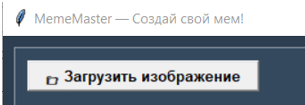 MemeMaster — Создай свой мем!
Загрузить изображение